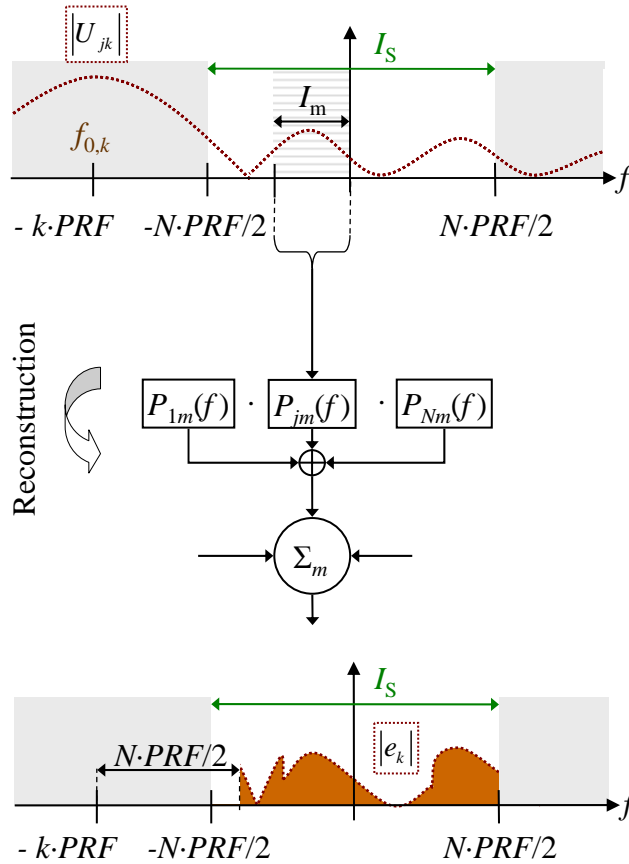 |U_jk|
I_S
I_m
f_0,k
f
- k·PRF -N·PRF/2 N·PRF/2
Reconstruction
P_1m(f) · P_jm(f) · P_Nm(f)
Σ_m
I_S
|e_k|
N·PRF/2
f
- k·PRF -N·PRF/2 N·PRF/2